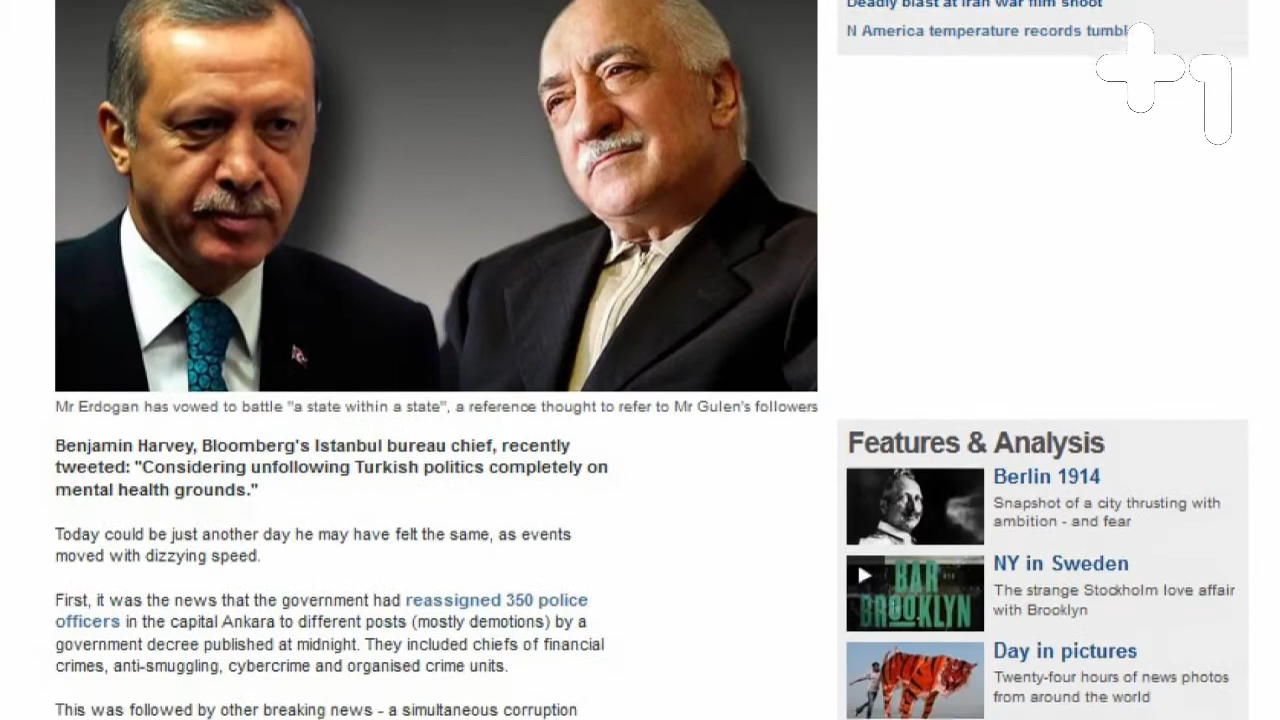 Deadly blast at Iran war film shoot
N America temperature records tumble
+1
Mr Erdogan has vowed to battle "a state within a state", a reference thought to refer to Mr Gulen's followers
Benjamin Harvey, Bloomberg's Istanbul bureau chief, recently
tweeted: "Considering unfollowing Turkish politics completely on
mental health grounds."
Today could be just another day he may have felt the same, as events
moved with dizzying speed.
First, it was the news that the government had reassigned 350 police
officers in the capital Ankara to different posts (mostly demotions) by a
government decree published at midnight. They included chiefs of financial
crimes, anti-smuggling, cybercrime and organised crime units.
This was followed by other breaking news - a simultaneous corruption
Features & Analysis
Berlin 1914
Snapshot of a city thrusting with
ambition - and fear
BAR
BROOKLYN
NY in Sweden
The strange Stockholm love affair
with Brooklyn
Day in pictures
Twenty-four hours of news photos
from around the world